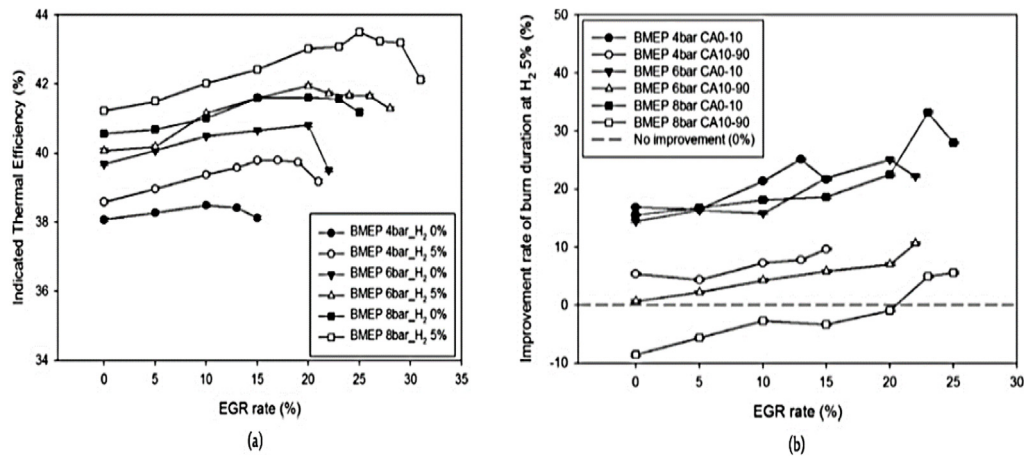 44
42
40
38
36
34
Indicated Thermal Efficiency (%)
BMEP 4bar_H₂ 0%
BMEP 4bar_H₂ 5%
BMEP 6bar_H₂ 0%
BMEP 6bar_H₂ 5%
BMEP 8bar_H₂ 0%
BMEP 8bar_H₂ 5%
0 5 10 15 20 25 30 35
EGR rate (%)
(a)
50
40
30
20
10
0
-10
Improvement rate of burn duration at H₂ 5% (%)
BMEP 4bar CA0-10
BMEP 4bar CA10-90
BMEP 6bar CA0-10
BMEP 6bar CA10-90
BMEP 8bar CA0-10
BMEP 8bar CA10-90
No improvement (0%)
0 5 10 15 20 25 30
EGR rate (%)
(b)